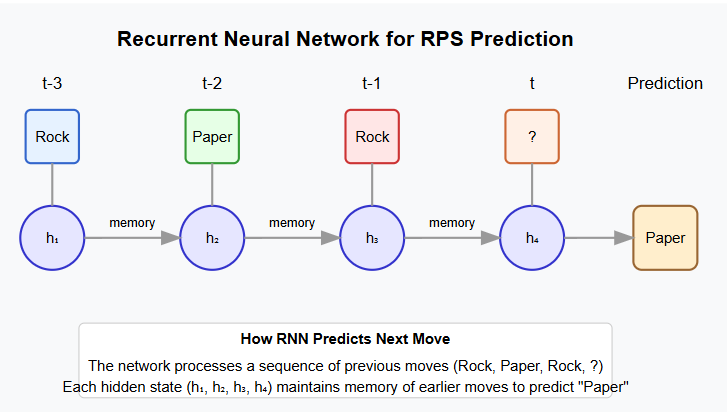 Recurrent Neural Network for RPS Prediction
t-3 t-2 t-1 t Prediction
Rock Paper Rock ?
memory memory memory
h₁ h₂ h₃ h₄ Paper
How RNN Predicts Next Move
The network processes a sequence of previous moves (Rock, Paper, Rock, ?)
Each hidden state (h₁, h₂, h₃, h₄) maintains memory of earlier moves to predict "Paper"